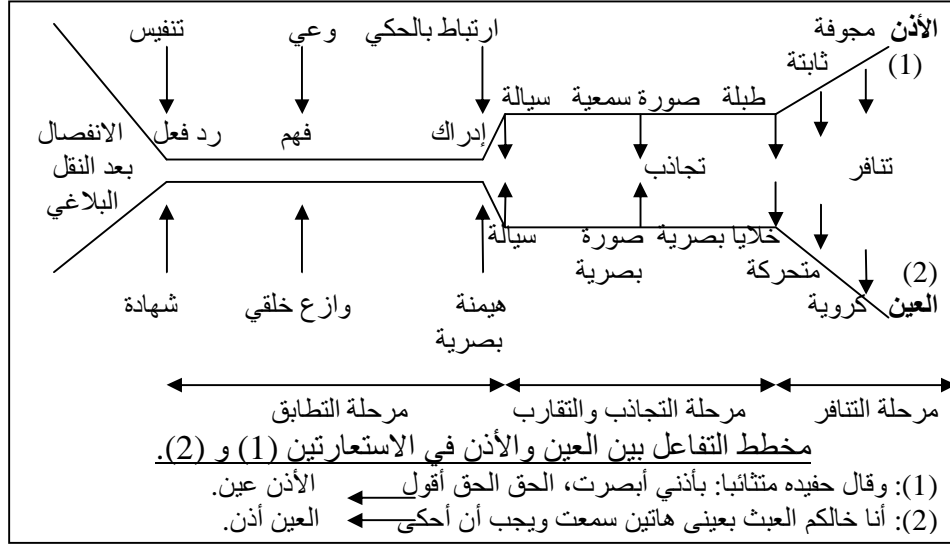 الأذن مجوفة ارتباط بالحكي وعي تنفيس
(1) ثابتة
طبلة صورة سمعية سيالة
إدراك فهم رد فعل الانفصال
تنافر تجاذب بعد النقل
البلاغي
خلايا بصرية صورة سيالة
متحركة بصرية
(2)
العين كروية هيمنة وازع خلقي شهادة
بصرية
مرحلة التنافر مرحلة التجاذب والتقارب مرحلة التطابق
مخطط التفاعل بين العين والأذن في الاستعارتين (1) و (2).
(1): وقال حفيده متثائبا: بأذني أبصرت، الحق الحق أقول الأذن عين.
(2): أنا خالكم العبث بعيني هاتين سمعت ويجب أن أحكي العين أذن.